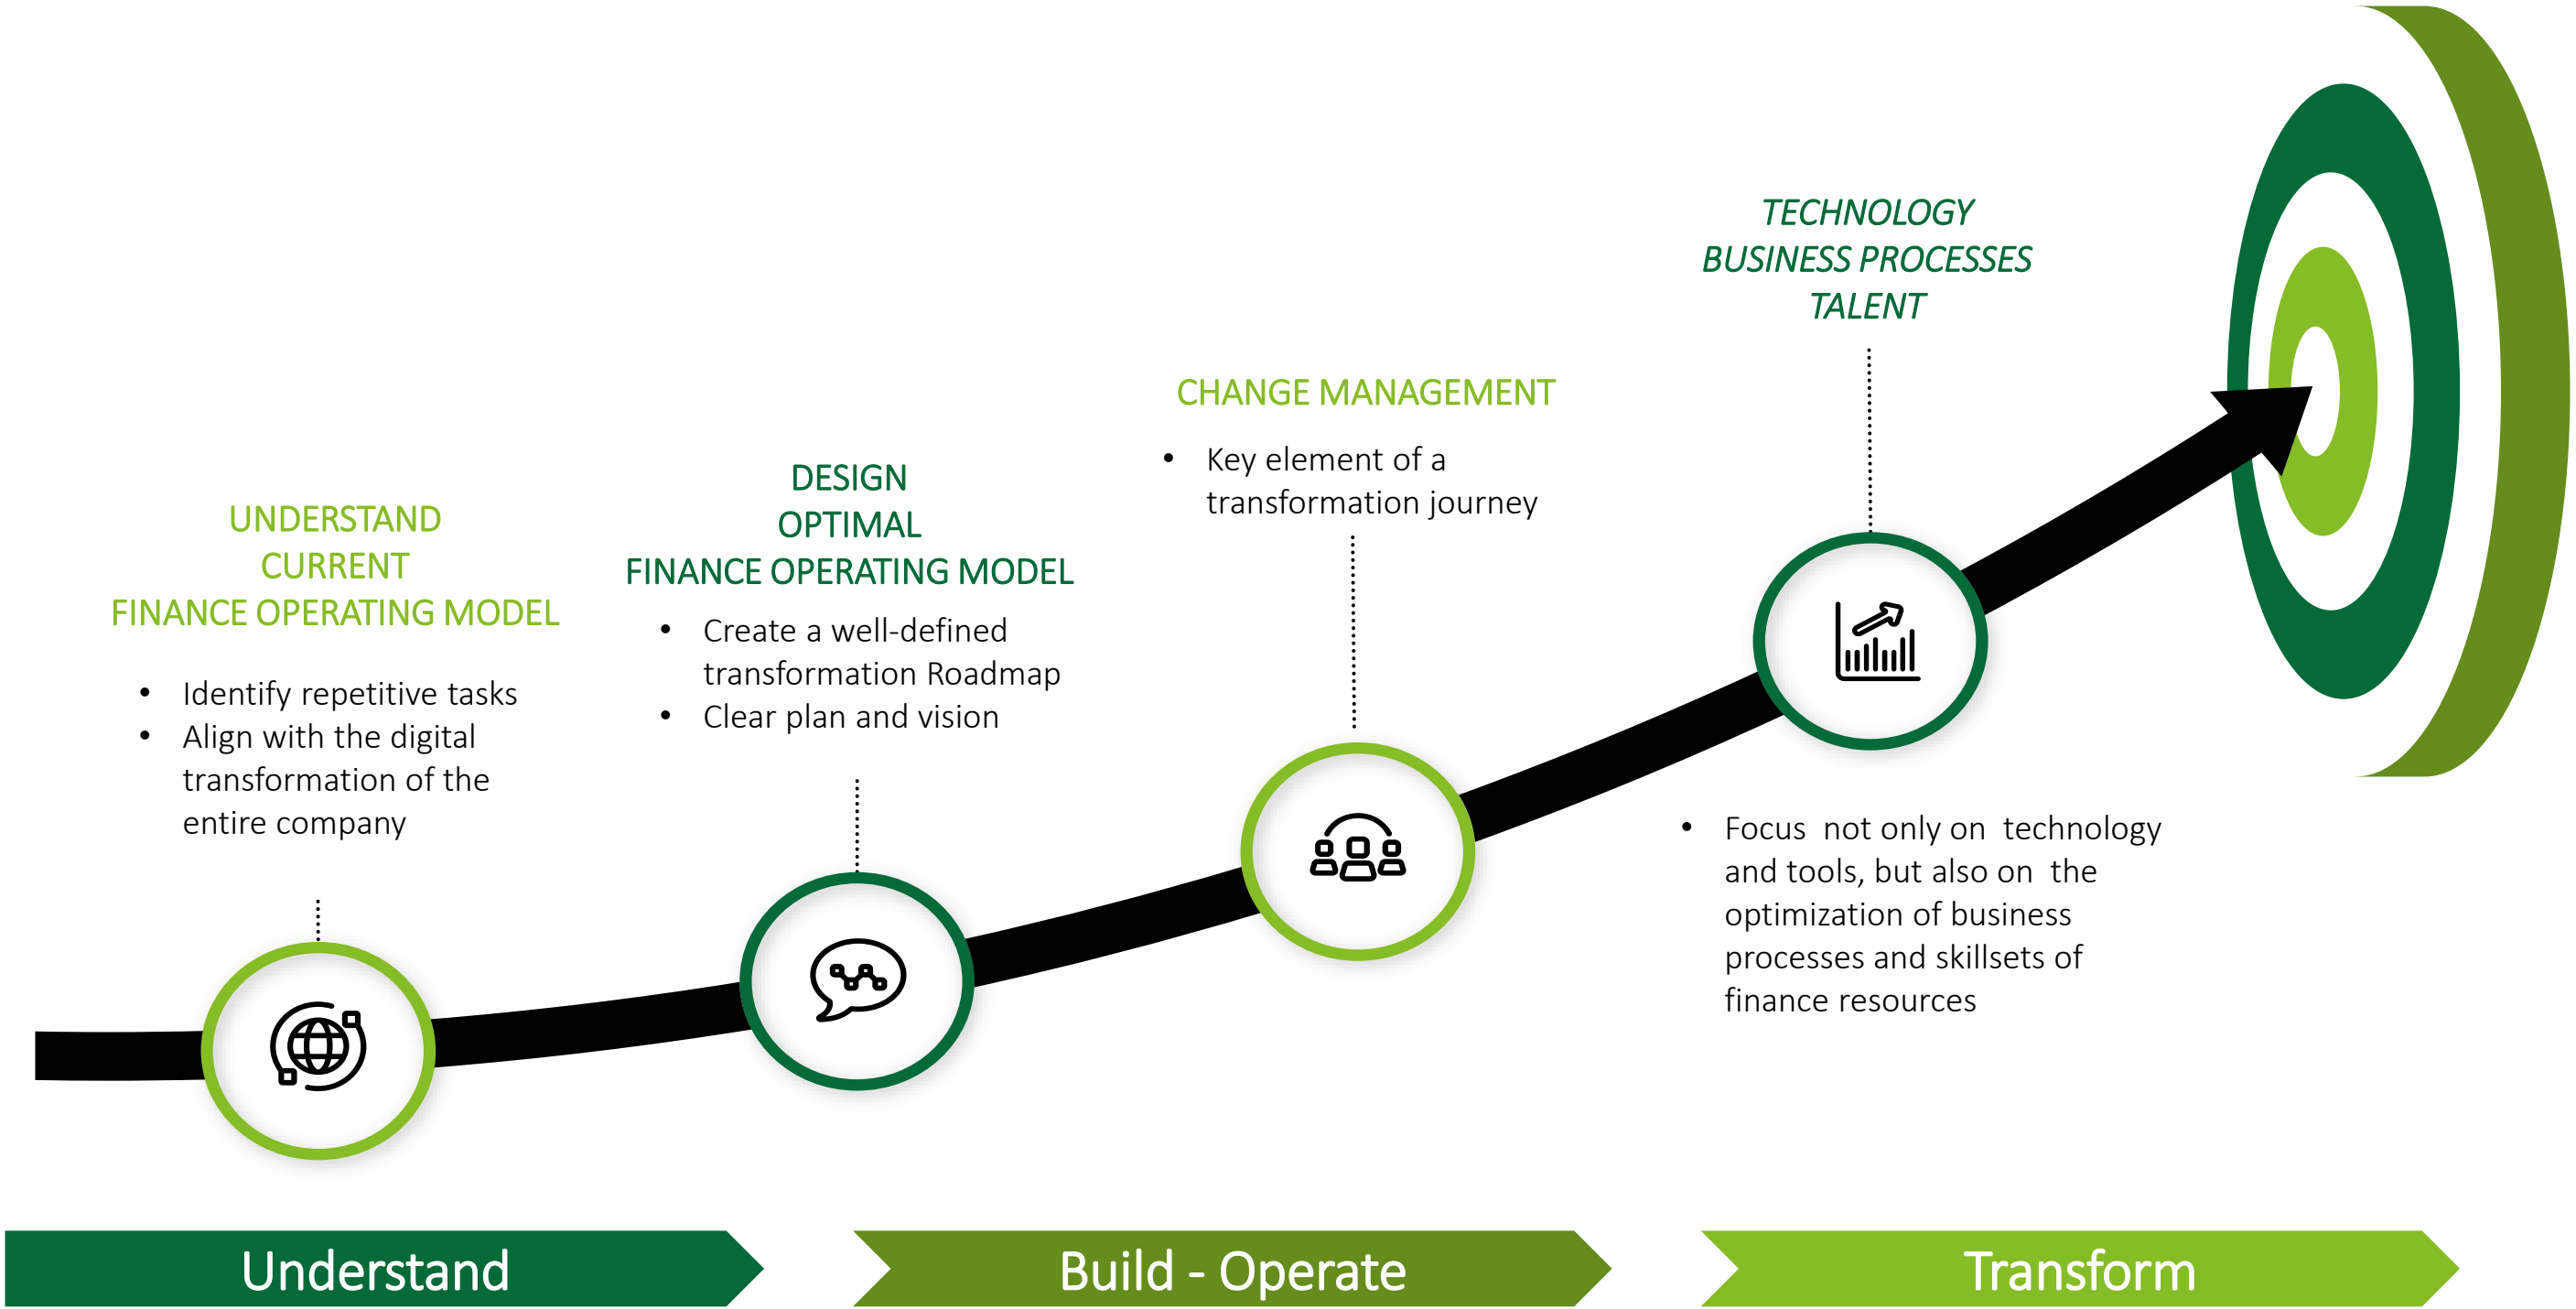 UNDERSTAND
CURRENT
FINANCE OPERATING MODEL
• Identify repetitive tasks
• Align with the digital
transformation of the
entire company
DESIGN
OPTIMAL
FINANCE OPERATING MODEL
• Create a well-defined
transformation Roadmap
• Clear plan and vision
CHANGE MANAGEMENT
• Key element of a
transformation journey
TECHNOLOGY
BUSINESS PROCESSES
TALENT
• Focus not only on technology
and tools, but also on the
optimization of business
processes and skillsets of
finance resources
Understand
Build - Operate
Transform